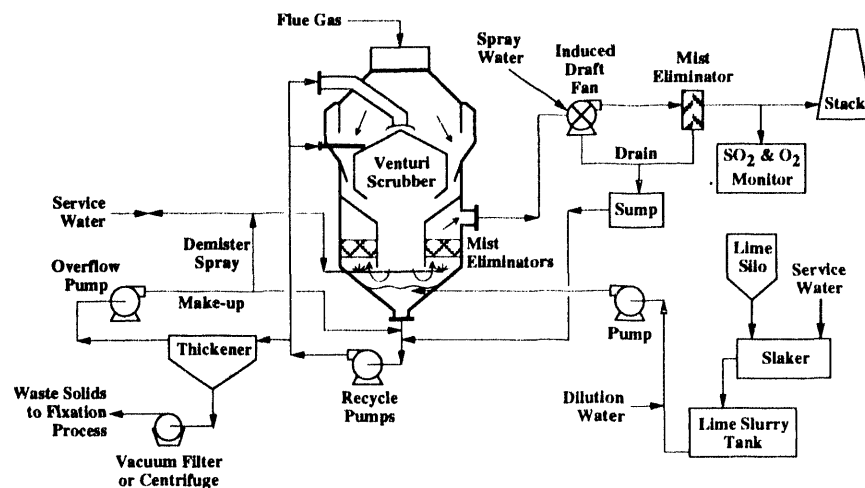 Flue Gas
Spray
Water
Induced
Draft
Fan
Mist
Eliminator
Stack
Venturi
Scrubber
Drain
SO2 & O2
Monitor
Service
Water
Sump
Demister
Spray
Mist
Eliminators
Lime
Silo
Service
Water
Overflow
Pump
Make-up
Pump
Thickener
Slaker
Recycle
Pumps
Waste Solids
to Fixation
Process
Dilution
Water
Lime Slurry
Tank
Vacuum Filter
or Centrifuge